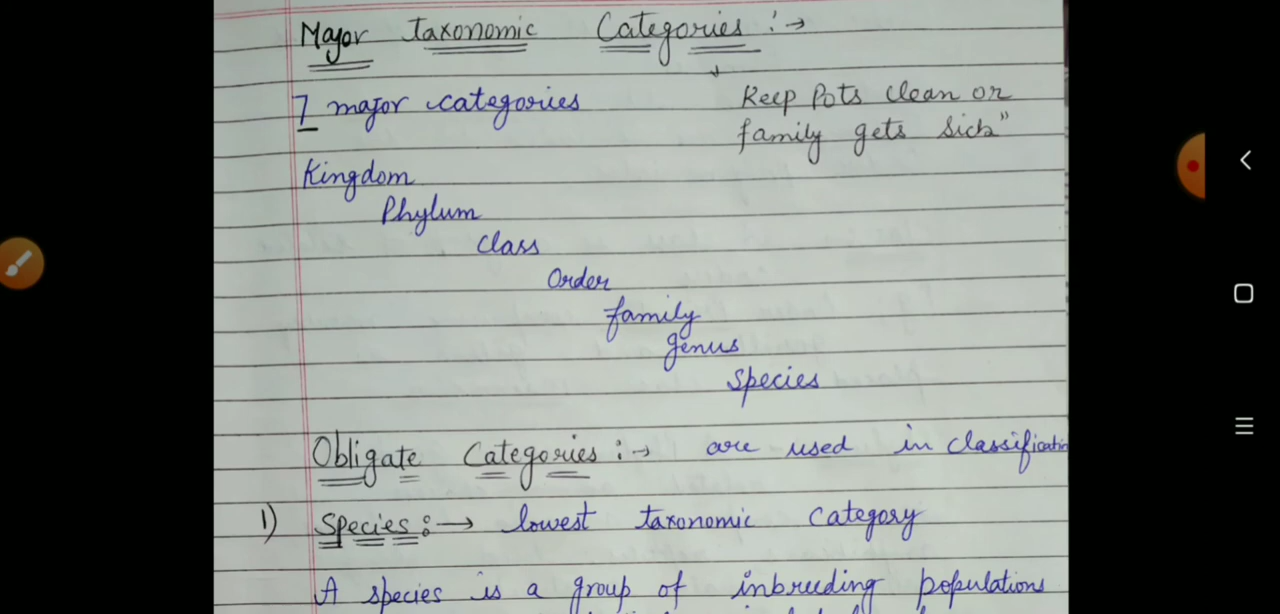 Major taxonomic Categories :→
7 major categories
Keep Pots clean or
family gets sick"
Kingdom
Phylum
Class
Order
family
genus
Species
Obligate Categories :→ are used in classification
1) Species :→ lowest taxonomic category
A species is a group of inbreeding populations